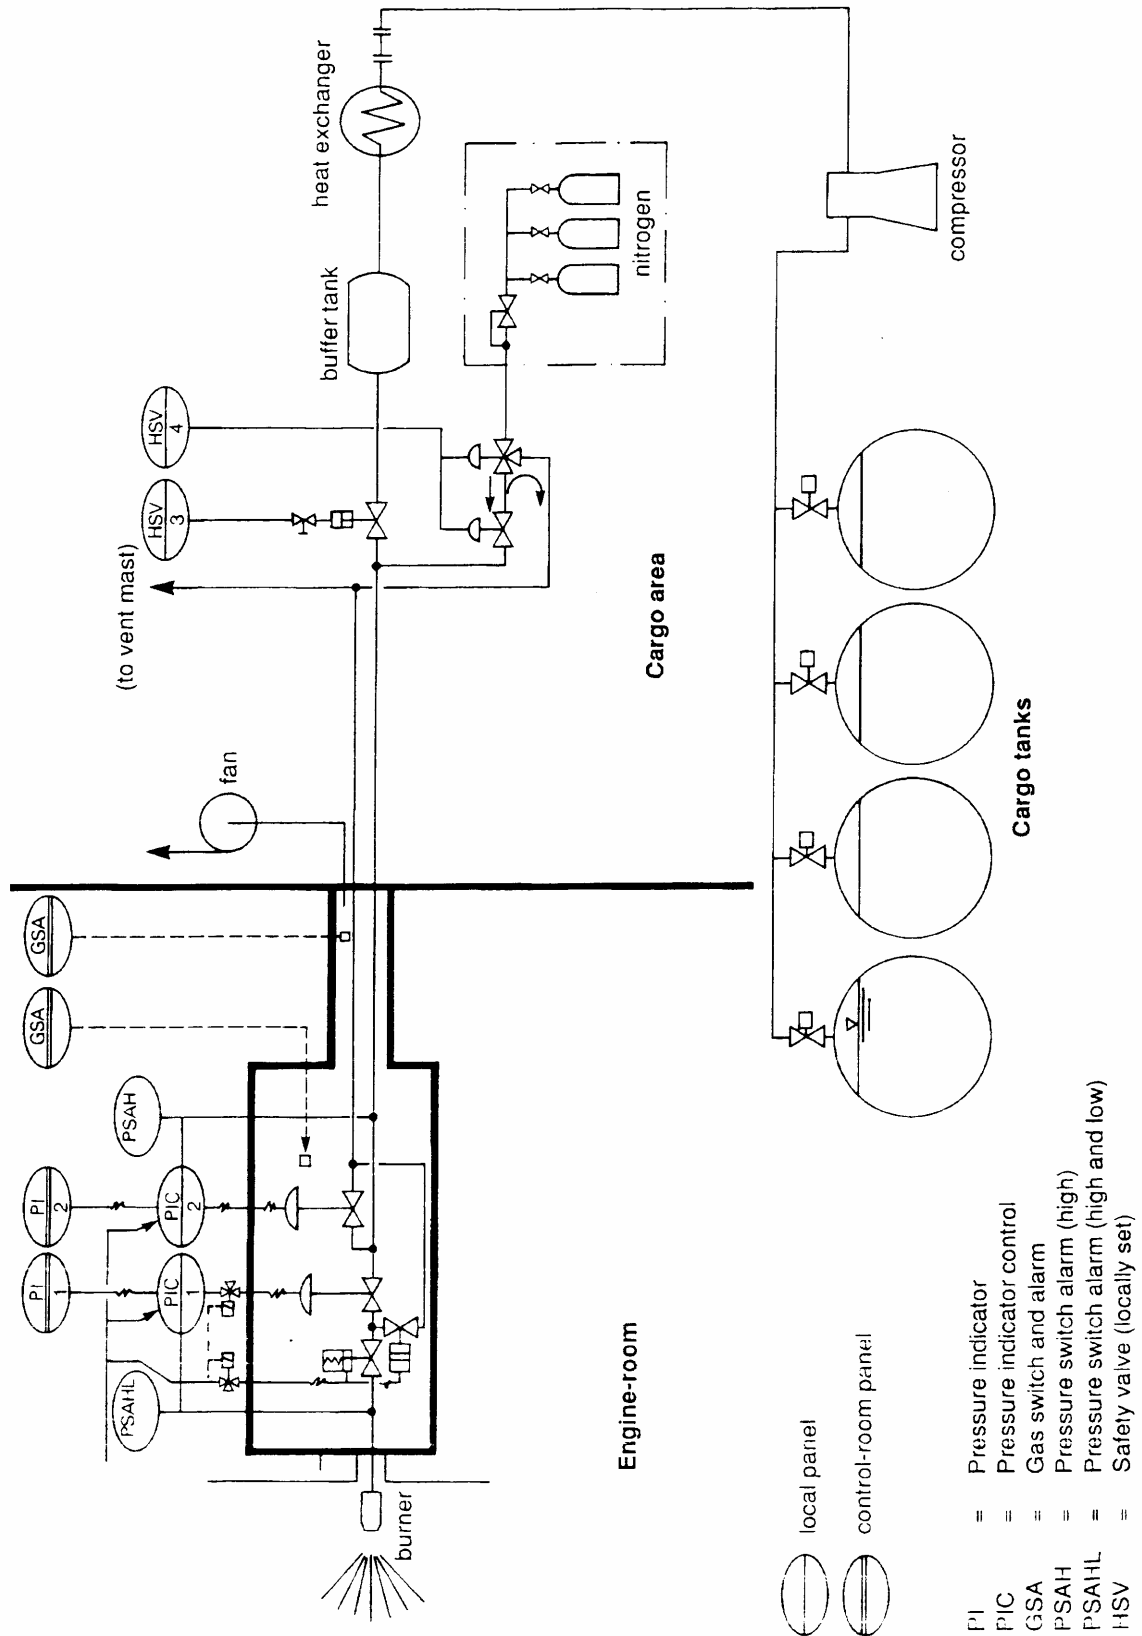 GSA
GSA
PI
1
PI
2
PIC
1
PIC
2
PSAHL
PSAH
fan
(to vent mast)
HSV
3
HSV
4
buffer tank
heat exchanger
nitrogen
compressor
burner
Engine-room
Cargo area
Cargo tanks
local panel
control-room panel
PI = Pressure indicator
PIC = Pressure indicator control
GSA = Gas switch and alarm
PSAH = Pressure switch alarm (high)
PSAHL = Pressure switch alarm (high and low)
HSV = Safety valve (locally set)